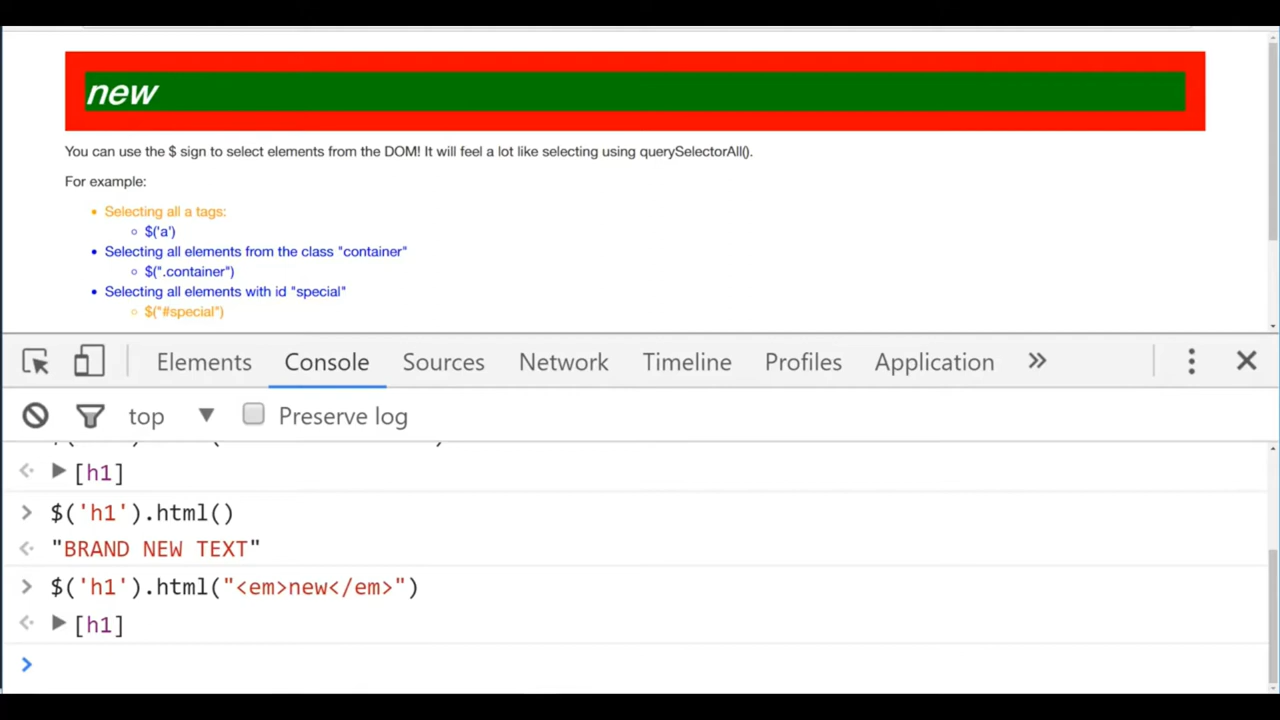 new
You can use the $ sign to select elements from the DOM! It will feel a lot like selecting using querySelectorAll().
For example:
Selecting all a tags:
$('a')
Selecting all elements from the class "container"
$(".container")
Selecting all elements with id "special"
$("#special")
Elements Console Sources Network Timeline Profiles Application
top Preserve log
[h1]
$('h1').html()
"BRAND NEW TEXT"
$('h1').html("<em>new</em>")
[h1]